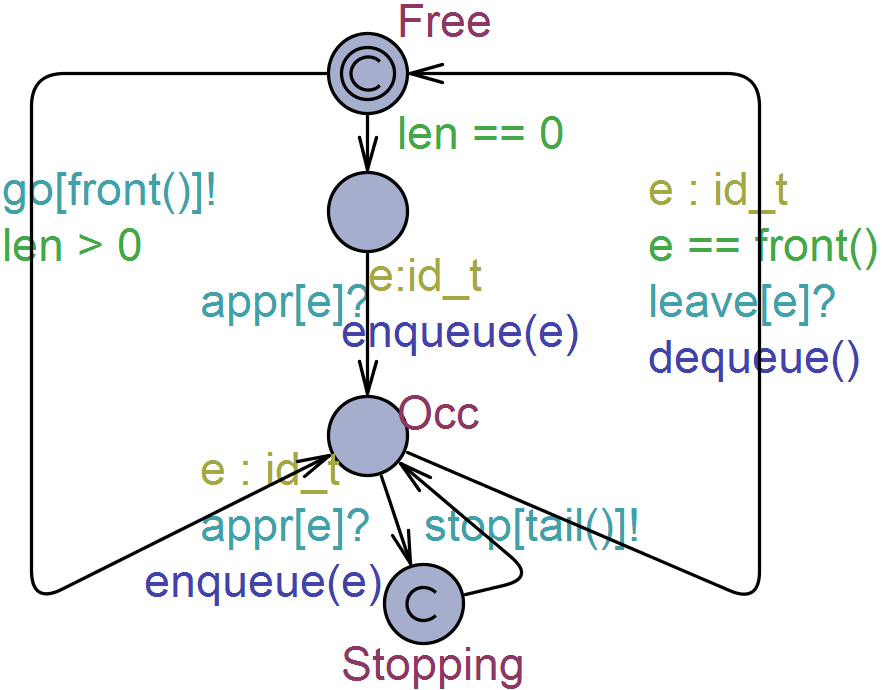 Free
C
len == 0
go[front()]!
len > 0
e : id_t
e == front()
leave[e]?
dequeue()
e:id_t
appr[e]?
enqueue(e)
Occ
e : id_t
appr[e]?
enqueue(e)
stop[tail()]!
C
Stopping